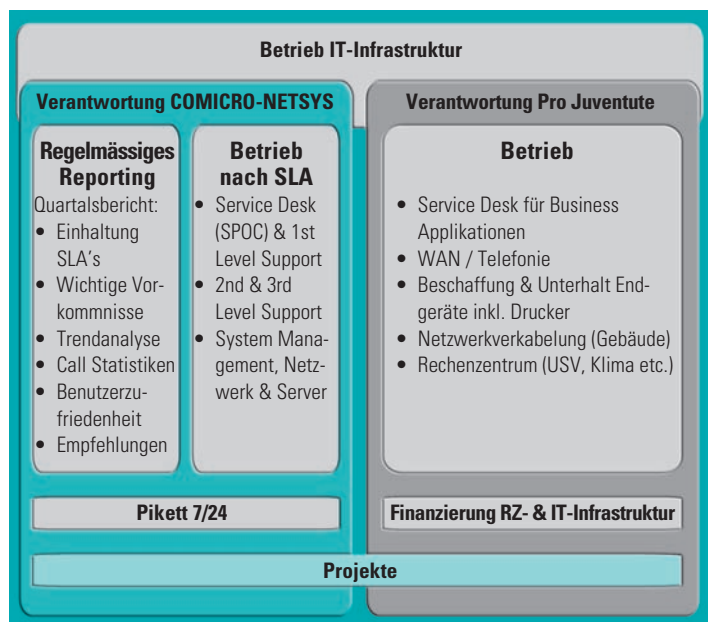 Betrieb IT-Infrastruktur
Verantwortung COMICRO-NETSYS
Regelmässiges
Reporting
Quartalsbericht:
• Einhaltung
SLA's
• Wichtige Vor-
kommnisse
• Trendanalyse
• Call Statistiken
• Benutzerzu-
friedenheit
• Empfehlungen
Betrieb
nach SLA
• Service Desk
(SPOC) & 1st
Level Support
• 2nd & 3rd
Level Support
• System Mana-
gement, Netz-
werk & Server
Pikett 7/24
Verantwortung Pro Juventute
Betrieb
• Service Desk für Business
Applikationen
• WAN / Telefonie
• Beschaffung & Unterhalt End-
geräte inkl. Drucker
• Netzwerkverkabelung (Gebäude)
• Rechenzentrum (USV, Klima etc.)
Finanzierung RZ- & IT-Infrastruktur
Projekte